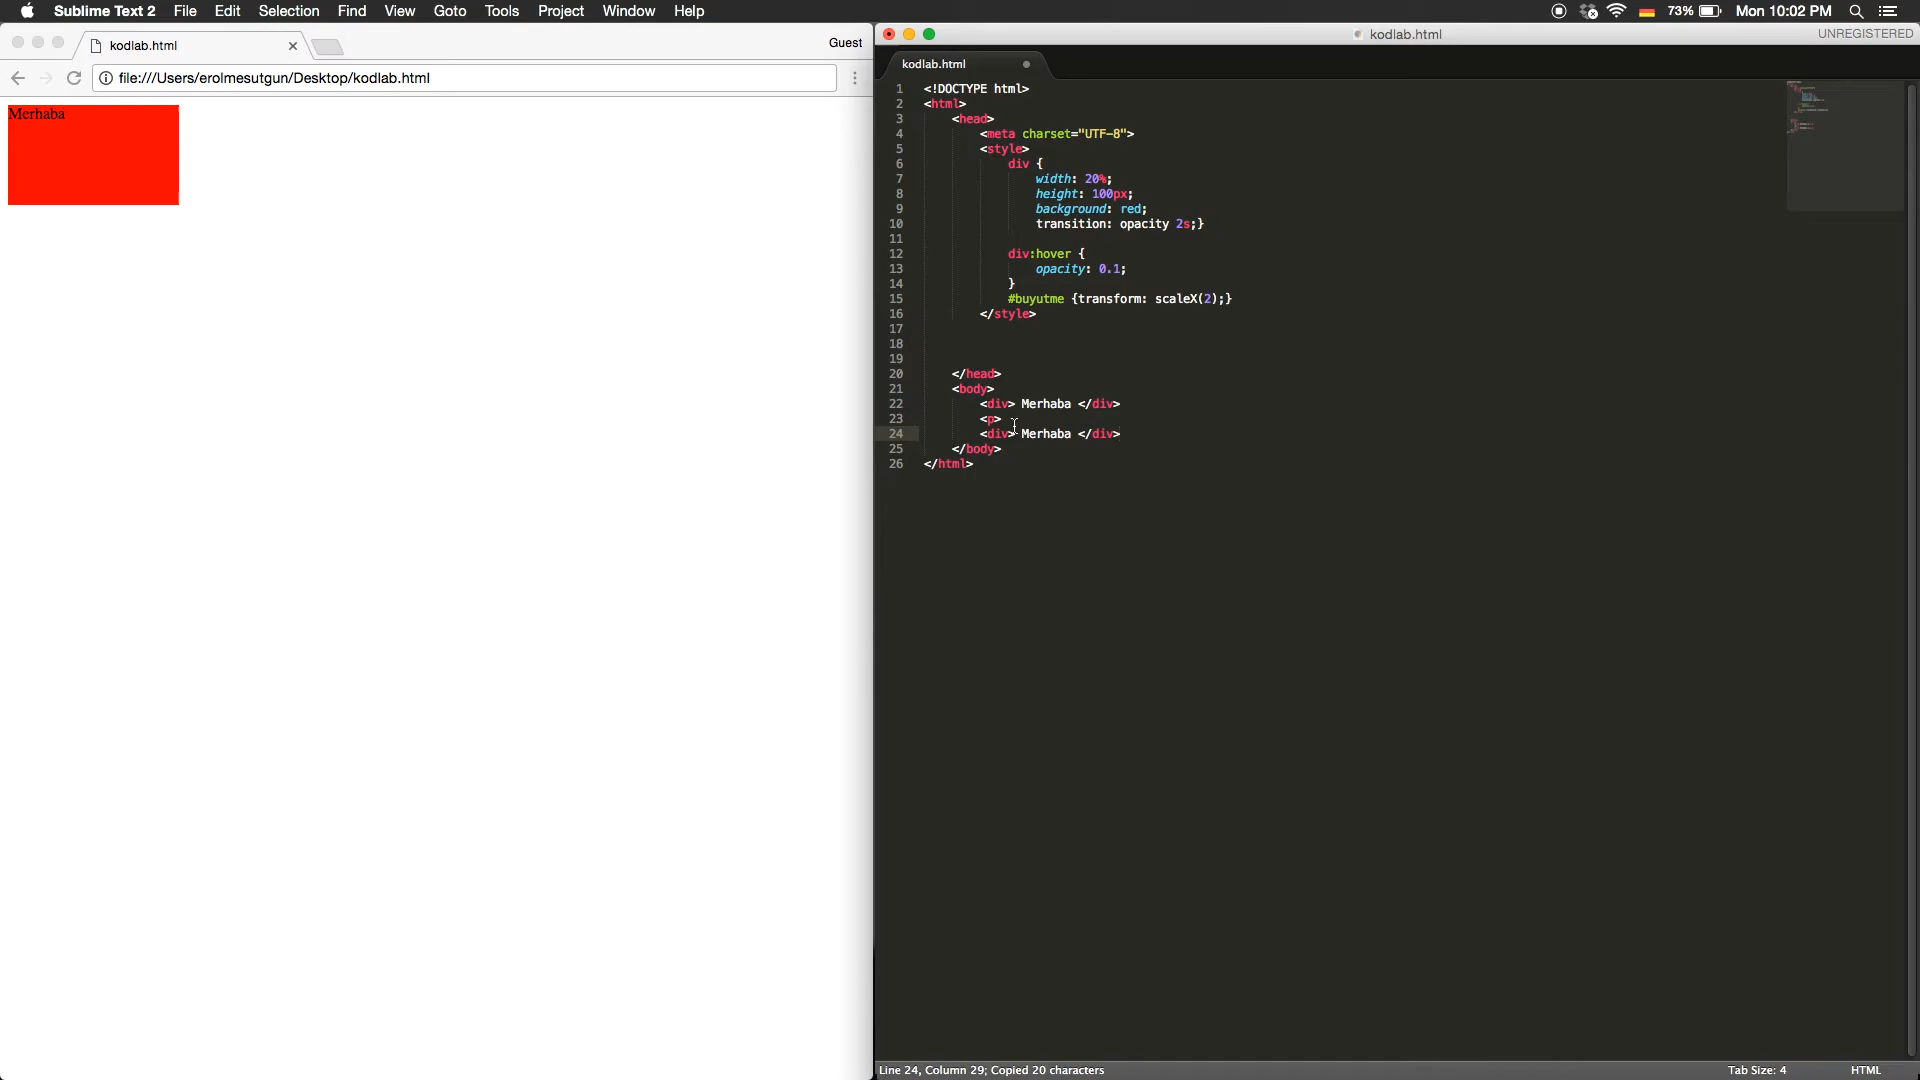 Sublime Text 2 File Edit Selection Find View Goto Tools Project Window Help 73% Mon 10:02 PM
kodlab.html Guest
file:///Users/erolmesutgun/Desktop/kodlab.html
Merhaba
kodlab.html UNREGISTERED
kodlab.html
1 <!DOCTYPE html>
2 <html>
3 <head>
4 <meta charset="UTF-8">
5 <style>
6 div {
7 width: 20%;
8 height: 100px;
9 background: red;
10 transition: opacity 2s;}
11
12 div:hover {
13 opacity: 0.1;
14 }
15 #buyutme {transform: scaleX(2);}
16 </style>
17
18
19
20 </head>
21 <body>
22 <div> Merhaba </div>
23 <p>
24 <div> Merhaba </div>
25 </body>
26 </html>
Line 24, Column 29; Copied 20 characters Tab Size: 4 HTML